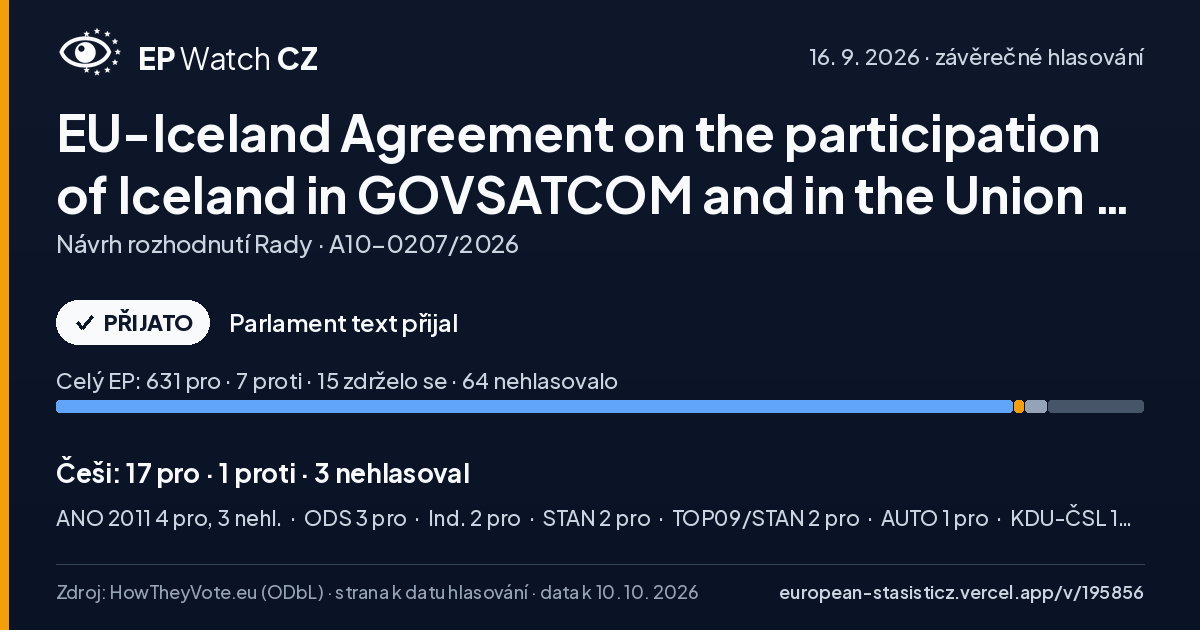 EP Watch CZ
16. 9. 2026 · závěrečné hlasování
EU–Iceland Agreement on the participation
of Iceland in GOVSATCOM and in the Union …
Návrh rozhodnutí Rady · A10-0207/2026
✓ PŘIJATO
Parlament text přijal
Celý EP: 631 pro · 7 proti · 15 zdrželo se · 64 nehlasovalo
Češi: 17 pro · 1 proti · 3 nehlasoval
ANO 2011 4 pro, 3 nehl. · ODS 3 pro · Ind. 2 pro · STAN 2 pro · TOP09/STAN 2 pro · AUTO 1 pro · KDU-ČSL 1…
Zdroj: HowTheyVote.eu (ODbL) · strana k datu hlasování · data k 10. 10. 2026
european-stasisticz.vercel.app/v/195856